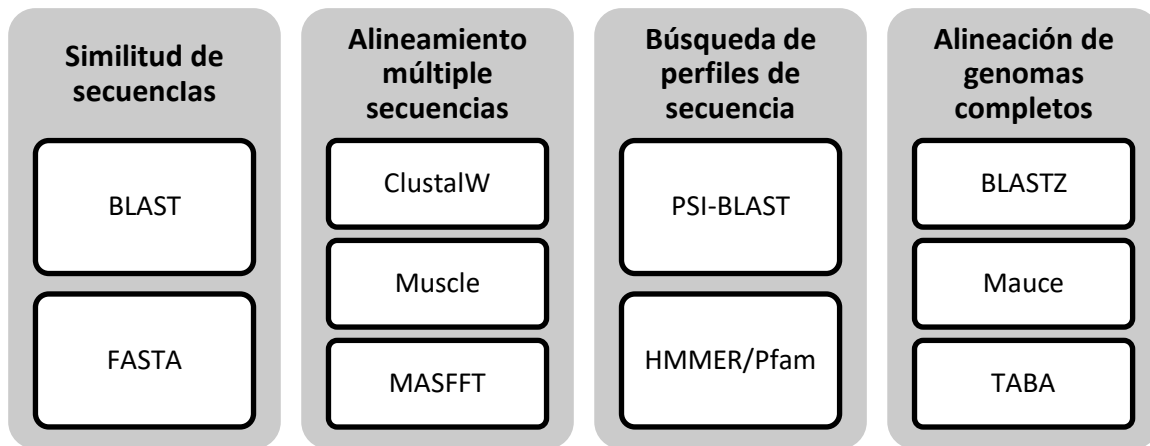 Similitud de
secuenclas
BLAST
FASTA
Alineamiento
múltiple
secuencias
ClustalW
Muscle
MASFFT
Búsqueda de
perfiles de
secuencia
PSI-BLAST
HMMER/Pfam
Alineación de
genomas
completos
BLASTZ
Mauce
TABA